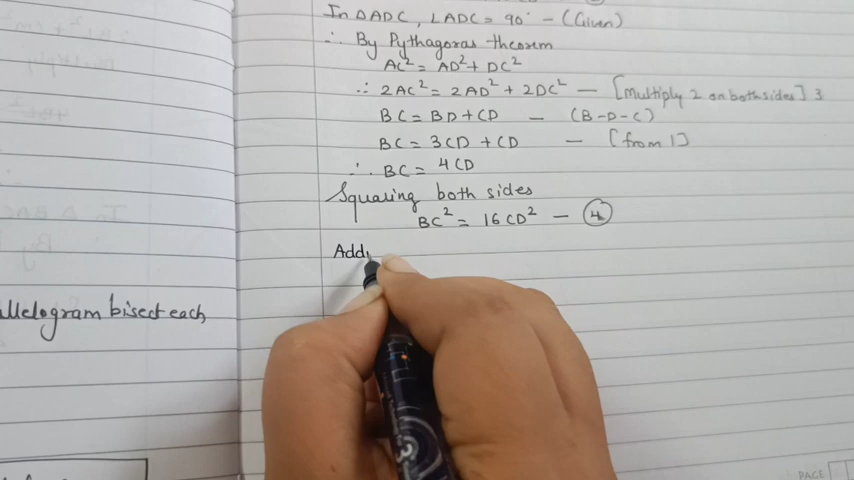 In ΔADC, ∠ADC = 90° - (Given)
∴ By Pythagoras theorem
AC² = AD² + DC²
∴ 2AC² = 2AD² + 2DC² - [multiply 2 on both sides] 3
BC = BD + CD - (B-D-C)
BC = 3CD + CD - [from 1]
∴ BC = 4CD
Squaring both sides
BC² = 16CD² - 4
Add
llelogram bisect each
PAGE